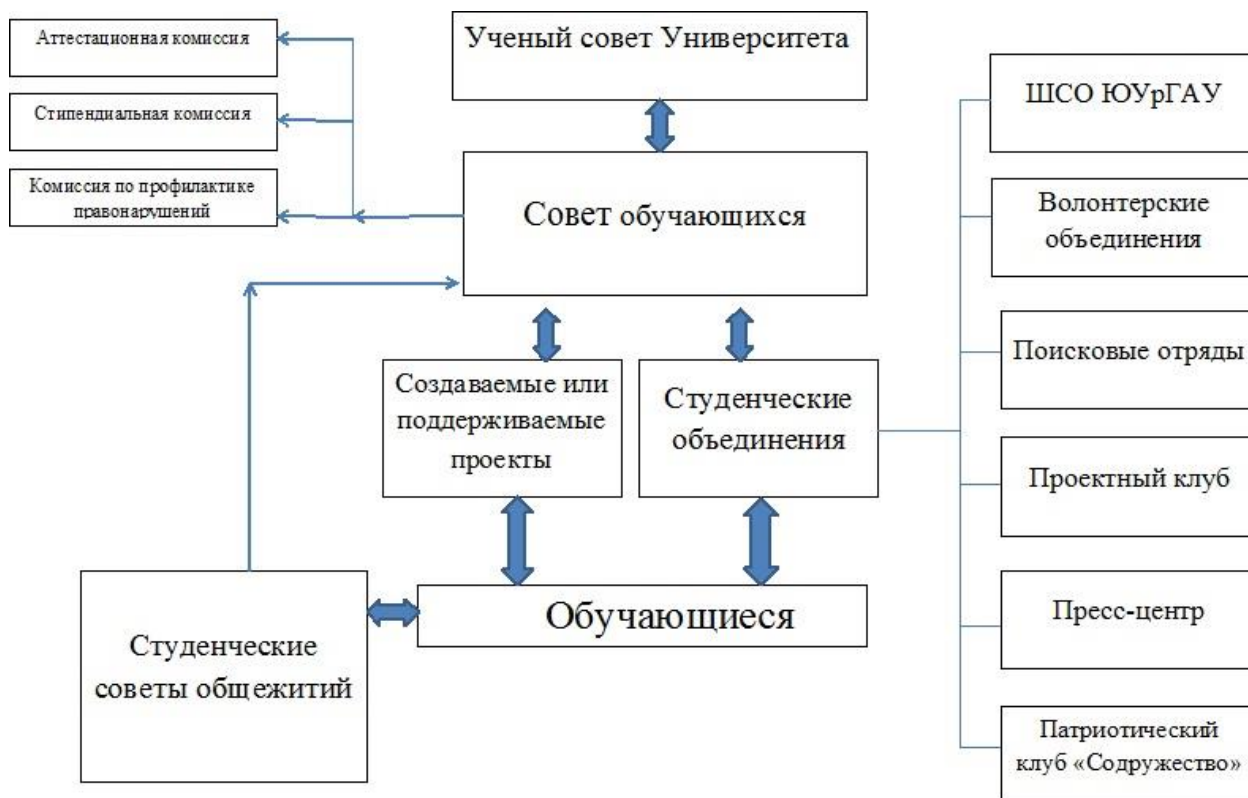 Аттестационная комиссия
Стипендиальная комиссия
Комиссия по профилактике
правонарушений
Ученый совет Университета
Совет обучающихся
Создаваемые или
поддерживаемые
проекты
Студенческие
объединения
Обучающиеся
Студенческие
советы общежитий
ШСО ЮУрГАУ
Волонтерские
объединения
Поисковые отряды
Проектный клуб
Пресс-центр
Патриотический
клуб «Содружество»